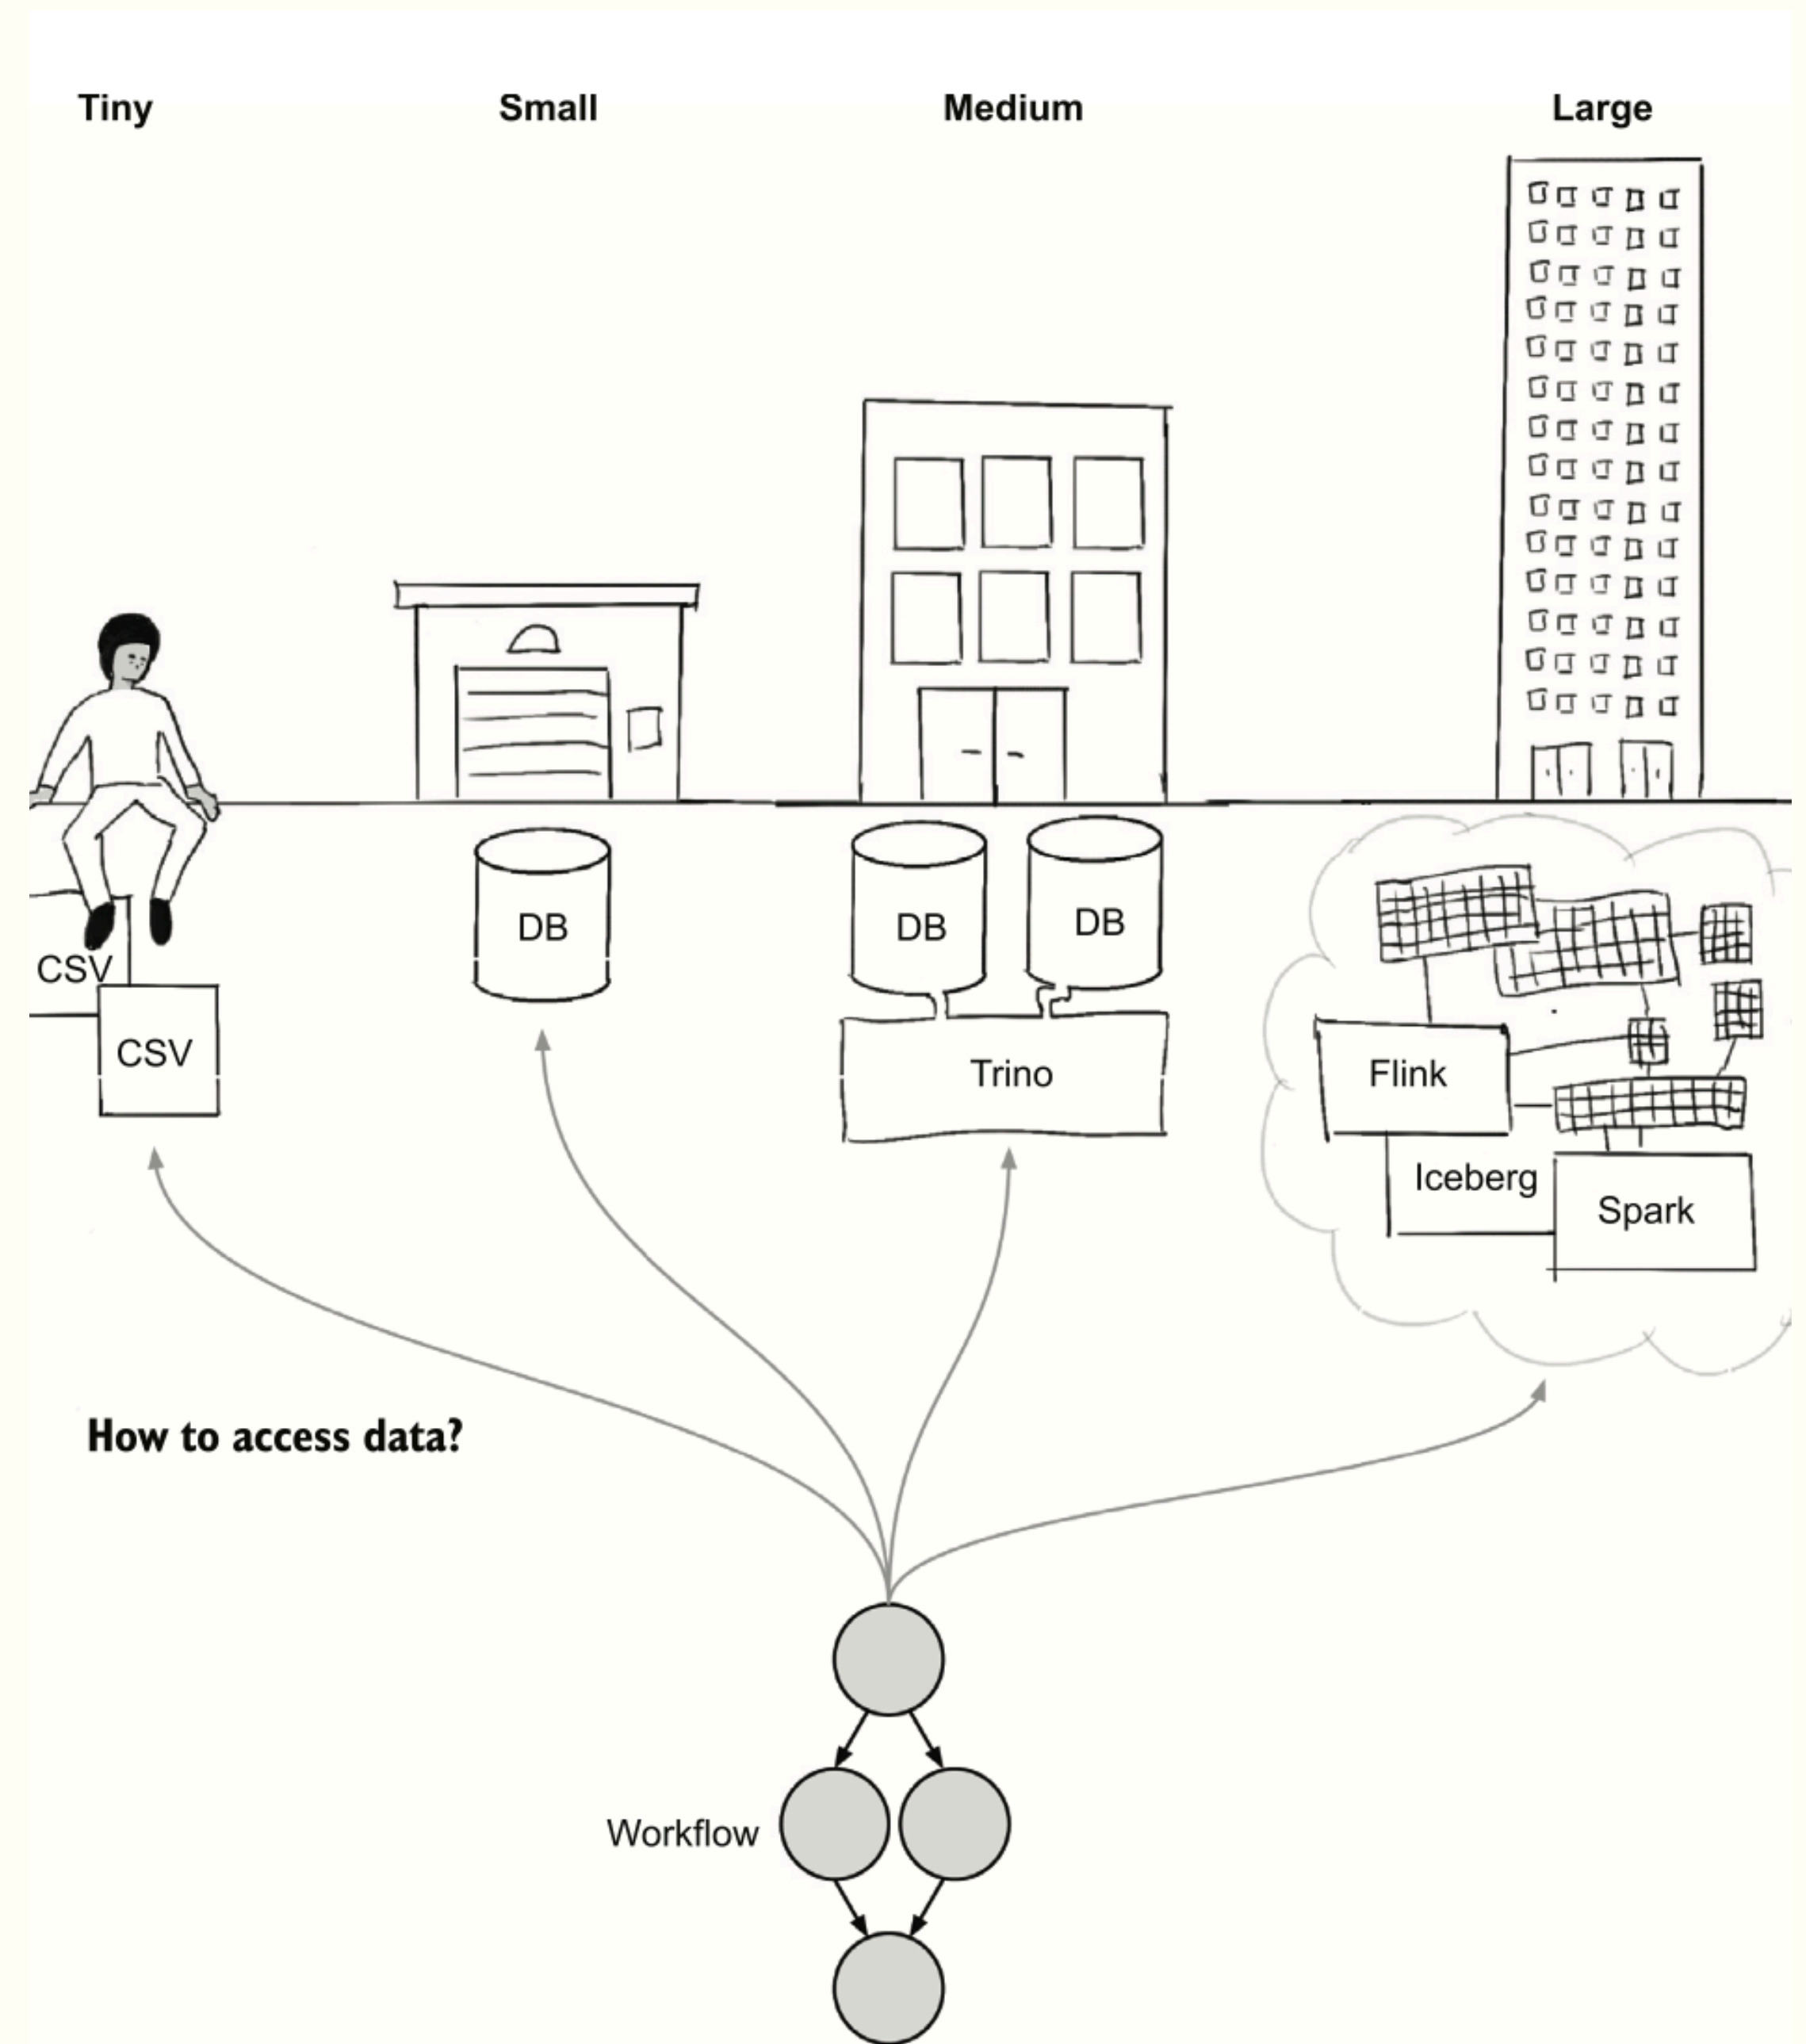 Tiny
Small
Medium
Large
CSV
CSV
DB
DB
DB
Trino
Flink
Iceberg
Spark
How to access data?
Workflow